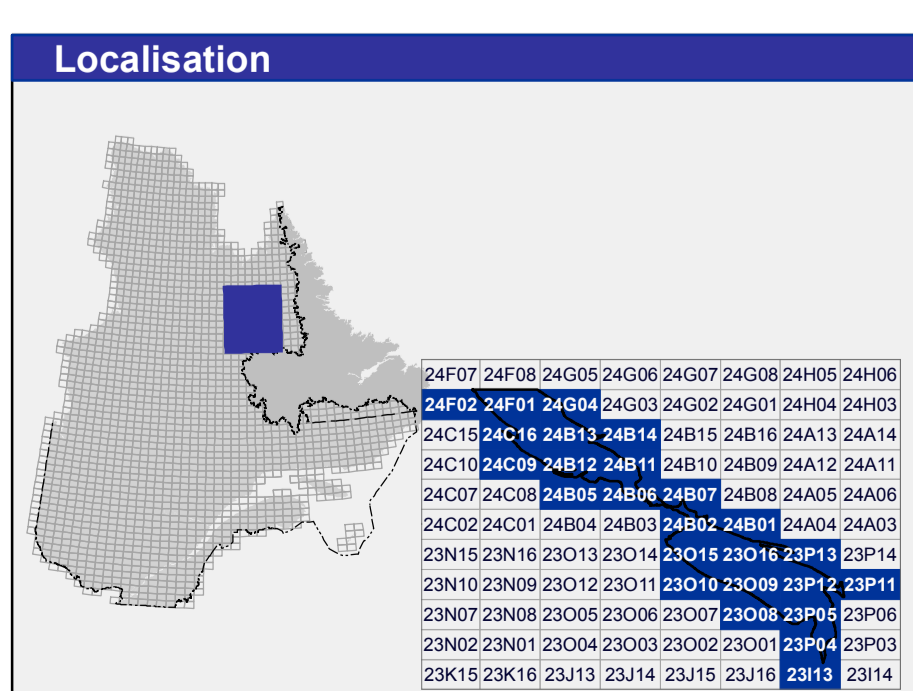 Localisation
24F07 24F08 24G05 24G06 24G07 24G08 24H05 24H06
24F02 24F01 24G04 24G03 24G02 24G01 24H04 24H03
24C15 24C16 24B13 24B14 24B15 24B16 24A13 24A14
24C10 24C09 24B12 24B11 24B10 24B09 24A12 24A11
24C07 24C08 24B05 24B06 24B07 24B08 24A05 24A06
24C02 24C01 24B04 24B03 24B02 24B01 24A04 24A03
23N15 23N16 23O13 23O14 23O15 23O16 23P13 23P14
23N10 23N09 23O12 23O11 23O10 23O09 23P12 23P11
23N07 23N08 23O05 23O06 23O07 23O08 23P05 23P06
23N02 23N01 23O04 23O03 23O02 23O01 23P04 23P03
23K15 23K16 23J13 23J14 23J15 23J16 23I13 23I14